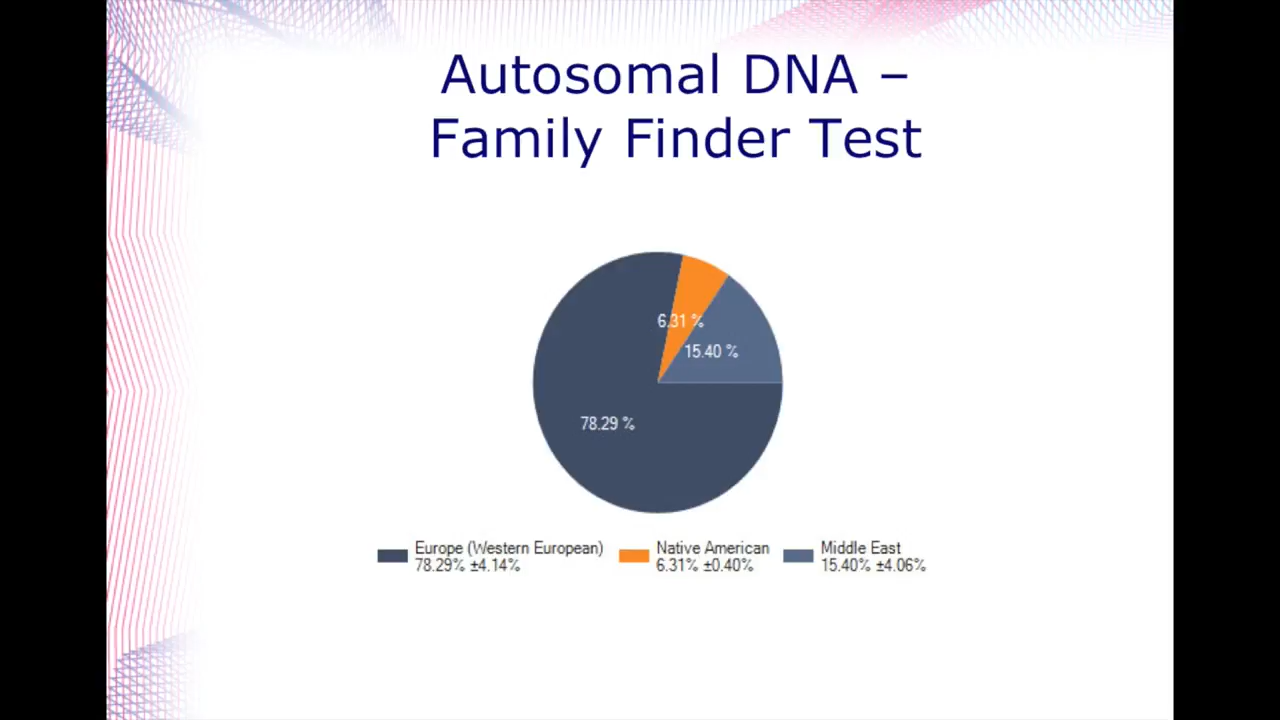 Autosomal DNA –
Family Finder Test
6.31 %
15.40 %
78.29 %
Europe (Western European)
78.29% ±4.14%
Native American
6.31% ±0.40%
Middle East
15.40% ±4.06%